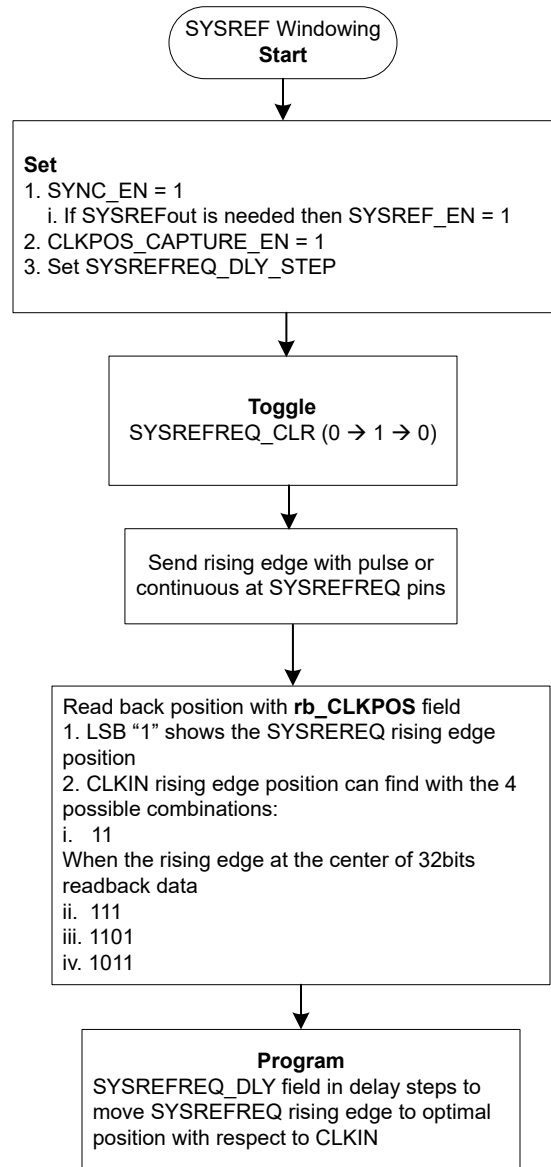 SYSREF Windowing
Start
Set
1. SYNC_EN = 1
i. If SYSREFout is needed then SYSREF_EN = 1
2. CLKPOS_CAPTURE_EN = 1
3. Set SYSREFREQ_DLY_STEP
Toggle
SYSREFREQ_CLR (0 → 1 → 0)
Send rising edge with pulse or
continuous at SYSREFREQ pins
Read back position with rb_CLKPOS field
1. LSB “1” shows the SYSREREQ rising edge
position
2. CLKIN rising edge position can find with the 4
possible combinations:
i. 11
When the rising edge at the center of 32bits
readback data
ii. 111
iii. 1101
iv. 1011
Program
SYSREFREQ_DLY field in delay steps to
move SYSREFREQ rising edge to optimal
position with respect to CLKIN